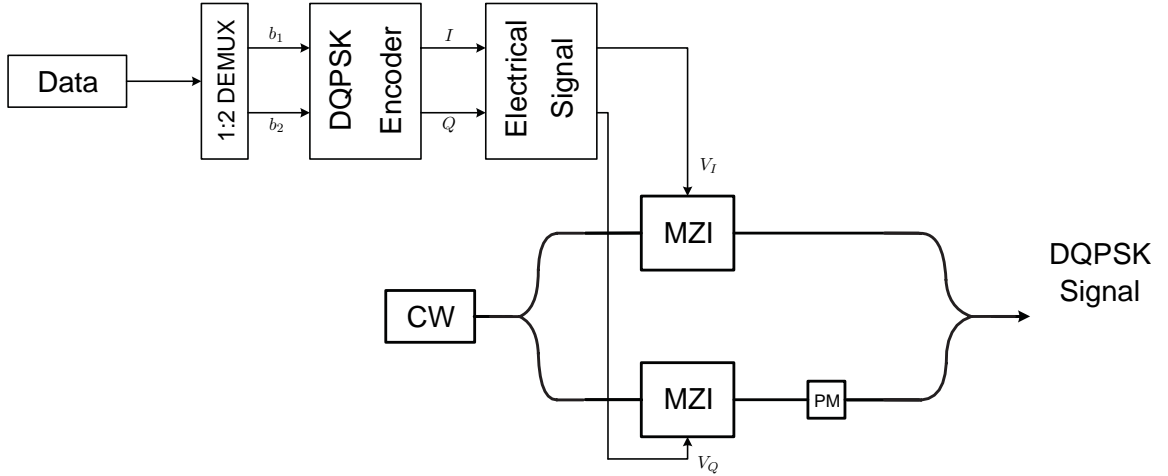 Data
1:2 DEMUX
b1
b2
DQPSK
Encoder
I
Q
Electrical
Signal
VI
MZI
DQPSK
Signal
CW
MZI
PM
VQ